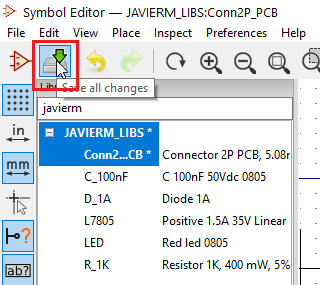 Symbol Editor — JAVIERM_LIBS:Conn2P_PCB
File Edit View Place Inspect Preferences
Save all changes
javierm
in
JAVIERM_LIBS *
mm
Conn2...CB * Connector 2P PCB, 5.08
C_100nF C 100nF 50Vdc 0805
D_1A Diode 1A
L7805 Positive 1.5A 35V Linear
LED Red led 0805
R_1K Resistor 1K, 400 mW, 5%
ab?